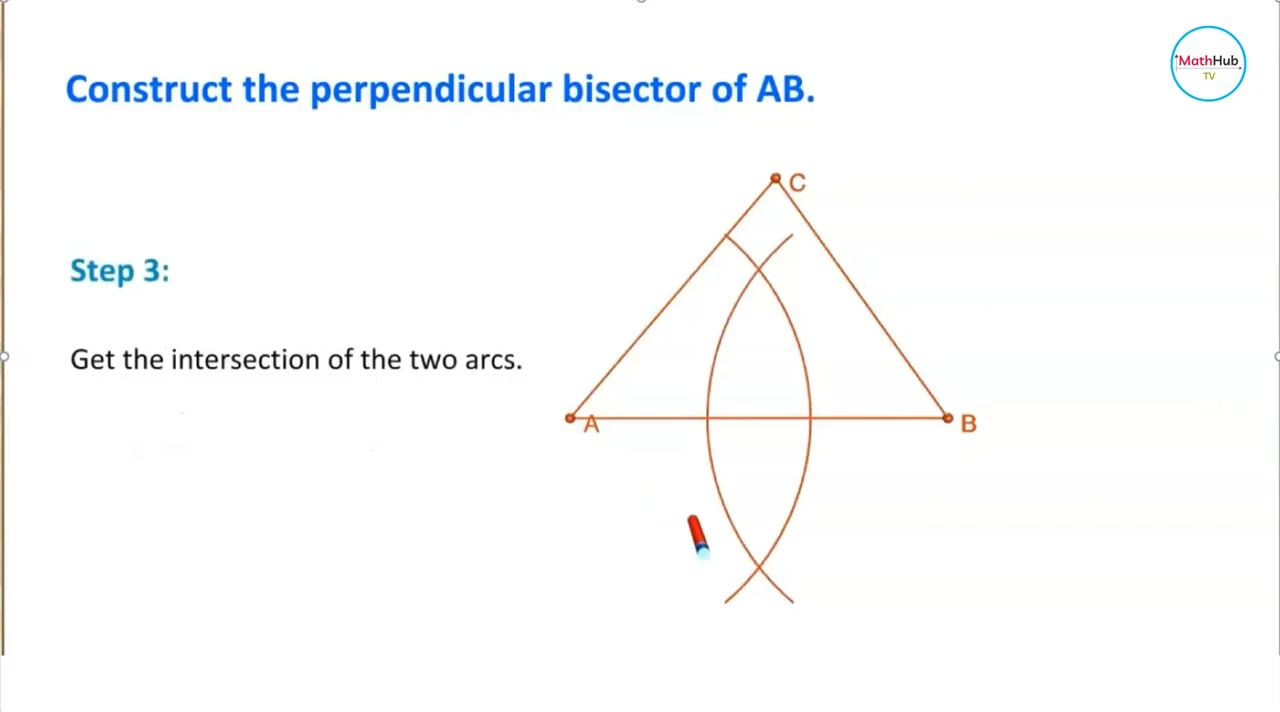 MathHub
TV
Construct the perpendicular bisector of AB.
C
Step 3:
Get the intersection of the two arcs.
A
B